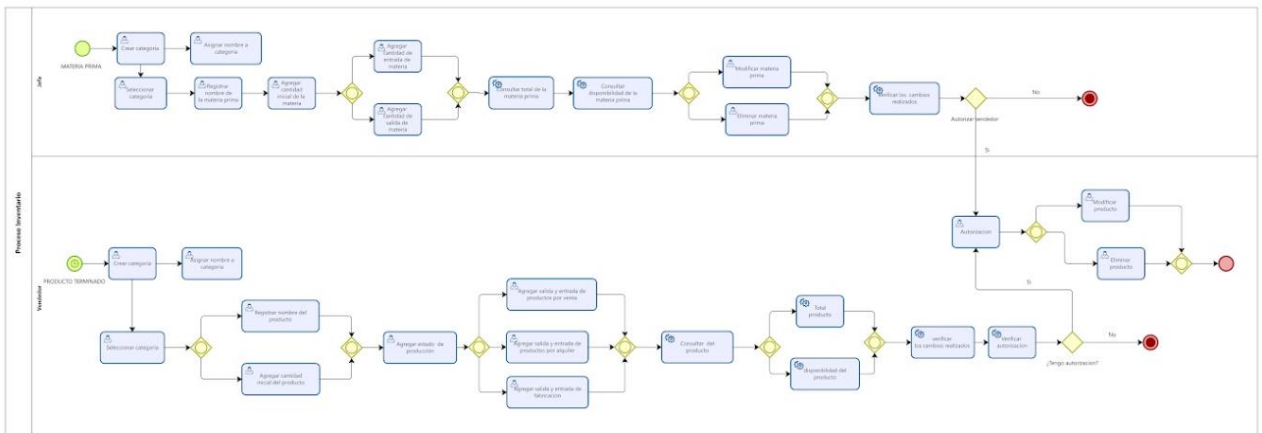 Proceso Inventario
Jefe
MATERIA PRIMA
Crear categoria
Asignar nombre a
categoria
Seleccionar
categoria
Registrar
nombre de
la materia prima
Agregar
cantidad
inicial de la
materia
Agregar
Cantidad de
entrada de
materia
Agregar
Cantidad de
salida de
materia
Consultar total de la
materia prima
Consultar
disponibilidad de la
materia prima
Modificar materia
prima
Eliminar materia
prima
Verificar los cambios
realizados
Autorizar vendedor
No
Si
Vendedor
PRODUCTO TERMINADO
Crear categoria
Asignar nombre a
categoria
Seleccionar categoria
Registrar nombre del
producto
Agregar cantidad
inicial del producto
Agregar estado de
producción
Agregar salida y entrada de
productos por venta
Agregar salida y entrada de
productos por alquiler
Agregar salida y entrada de
fabricacion
Consultar del
producto
Total
producto
disponibilidad del
producto
verificar
los cambios realizados
Verificar
autorizacion
¿Tengo autorizacion?
No
Si
Autorizacion
Modificar
producto
Eliminar
producto